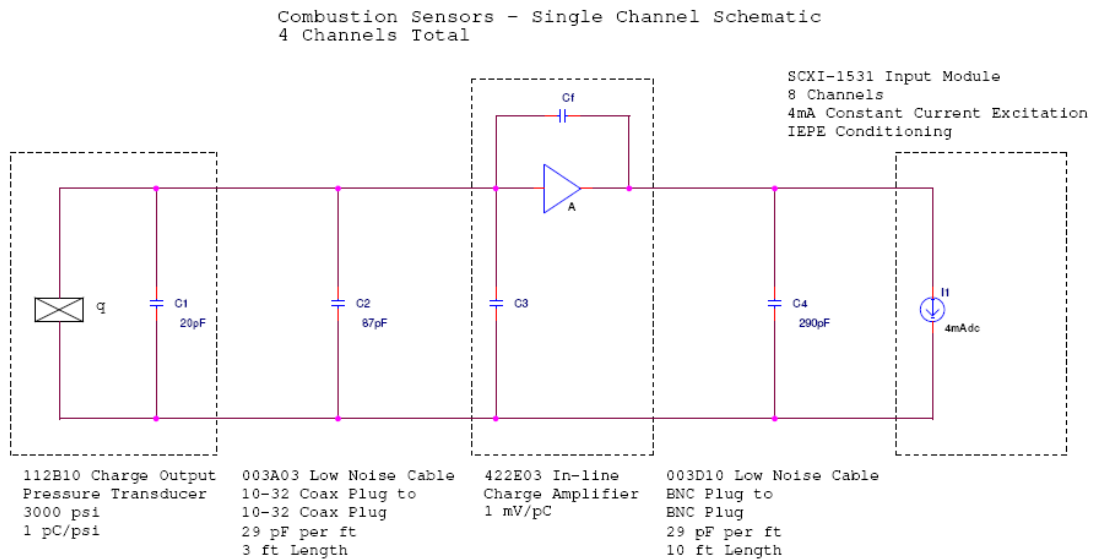 Combustion Sensors - Single Channel Schematic
4 Channels Total
SCXI-1531 Input Module
8 Channels
4mA Constant Current Excitation
IEPE Conditioning
Cf
A
q
C1
20pF
C2
87pF
C3
C4
290pF
I1
4mAdc
112B10 Charge Output
Pressure Transducer
3000 psi
1 pC/psi
003A03 Low Noise Cable
10-32 Coax Plug to
10-32 Coax Plug
29 pF per ft
3 ft Length
422E03 In-line
Charge Amplifier
1 mV/pC
003D10 Low Noise Cable
BNC Plug to
BNC Plug
29 pF per ft
10 ft Length